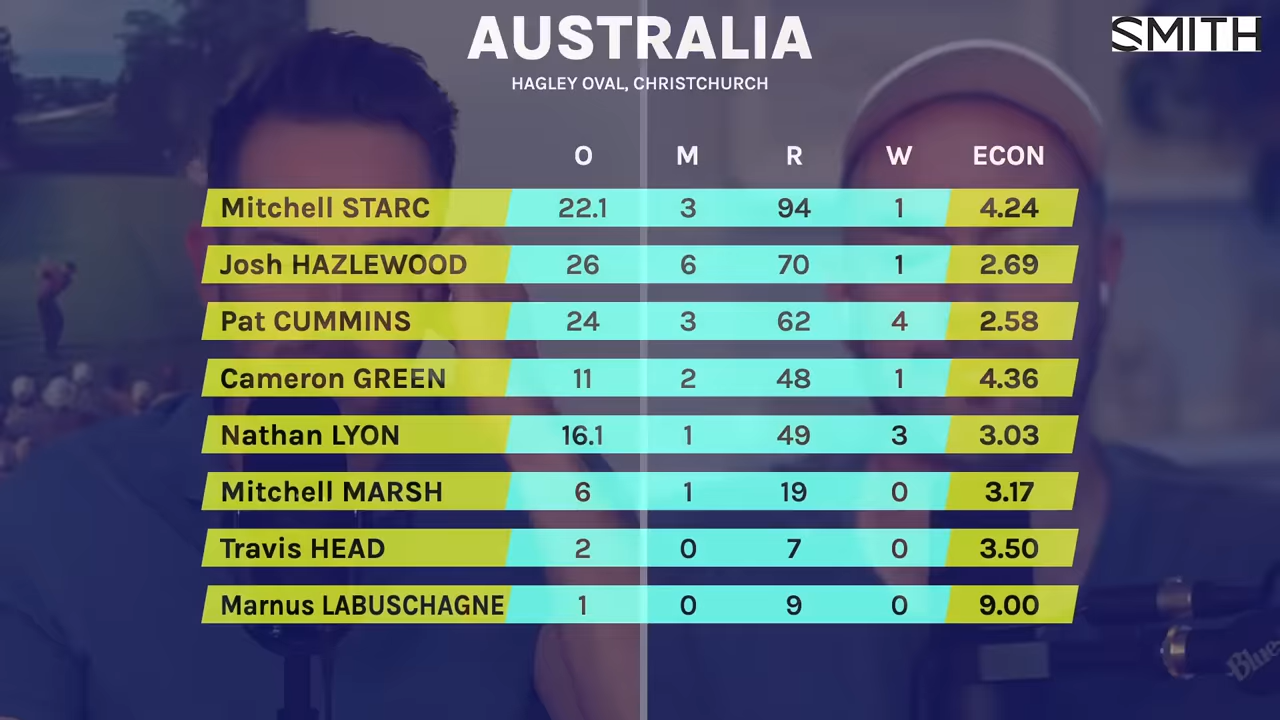 AUSTRALIA
SMITH
HAGLEY OVAL, CHRISTCHURCH
O M R W ECON
Mitchell STARC 22.1 3 94 1 4.24
Josh HAZLEWOOD 26 6 70 1 2.69
Pat CUMMINS 24 3 62 4 2.58
Cameron GREEN 11 2 48 1 4.36
Nathan LYON 16.1 1 49 3 3.03
Mitchell MARSH 6 1 19 0 3.17
Travis HEAD 2 0 7 0 3.50
Marnus LABUSCHAGNE 1 0 9 0 9.00
Blue